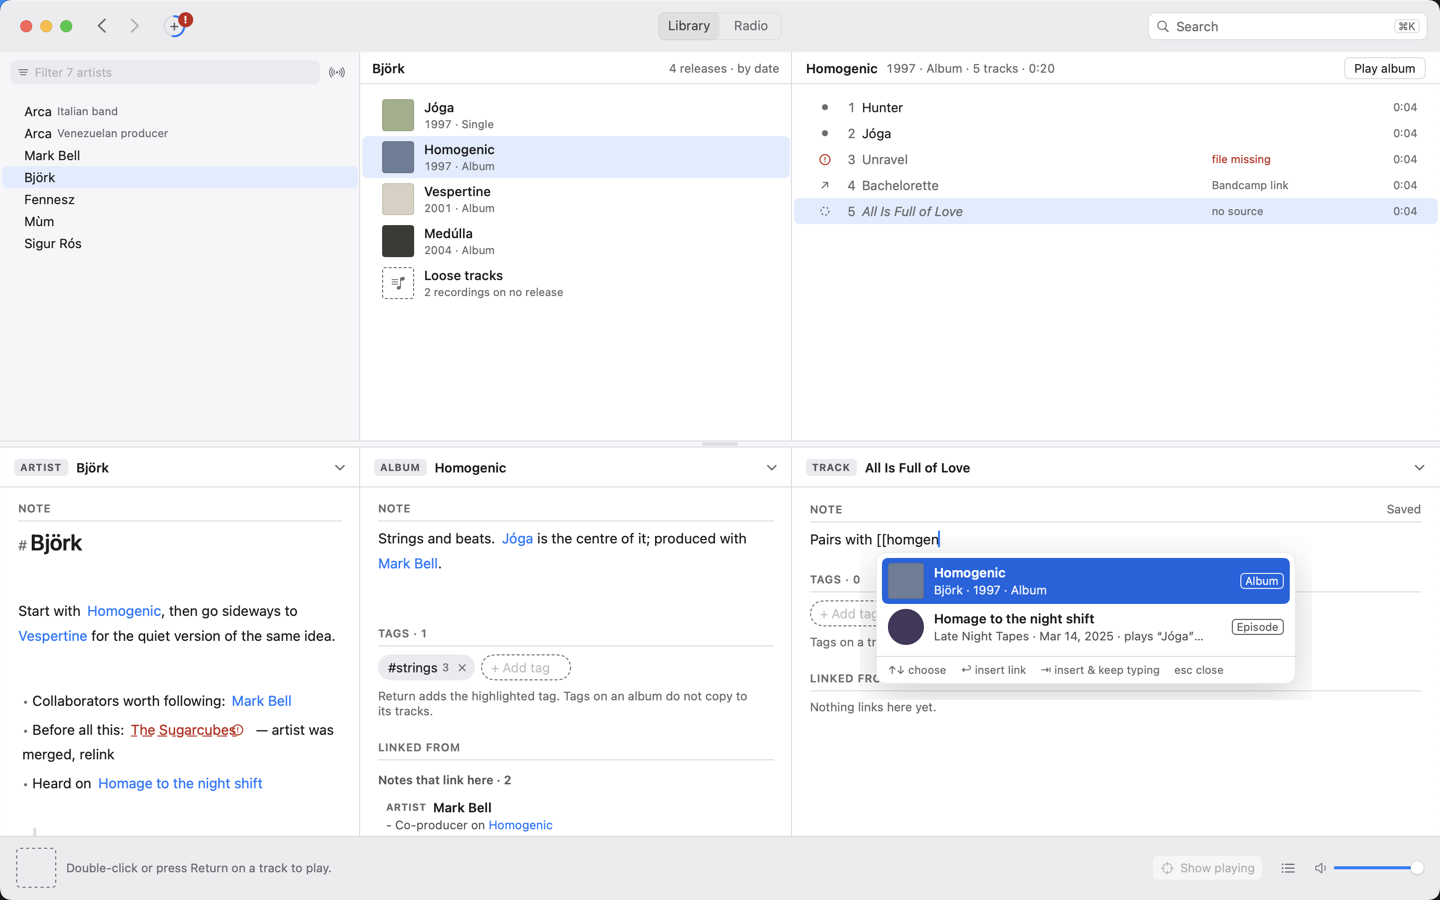 !
Library
Radio
Search
⌘K
Filter 7 artists
Arca Italian band
Arca Venezuelan producer
Mark Bell
Björk
Fennesz
Mùm
Sigur Rós
Björk
4 releases · by date
Jóga
1997 · Single
Homogenic
1997 · Album
Vespertine
2001 · Album
Medúlla
2004 · Album
Loose tracks
2 recordings on no release
Homogenic 1997 · Album · 5 tracks · 0:20
Play album
1 Hunter 0:04
2 Jóga 0:04
3 Unravel file missing 0:04
4 Bachelorette Bandcamp link 0:04
5 All Is Full of Love no source 0:04
ARTIST Björk
NOTE
# Björk
Start with Homogenic, then go sideways to
Vespertine for the quiet version of the same idea.
• Collaborators worth following: Mark Bell
• Before all this: The Sugarcubes — artist was
merged, relink
• Heard on Homage to the night shift
ALBUM Homogenic
NOTE
Strings and beats. Jóga is the centre of it; produced with
Mark Bell.
TAGS · 1
#strings 3 ×
+ Add tag
Return adds the highlighted tag. Tags on an album do not copy to
its tracks.
LINKED FROM
Notes that link here · 2
ARTIST Mark Bell
- Co-producer on Homogenic
TRACK All Is Full of Love
NOTE
Saved
Pairs with [[homgen
TAGS · 0
+ Add tag
Tags on a tr
LINKED FRO
Nothing links here yet.
Homogenic
Björk · 1997 · Album
Album
Homage to the night shift
Late Night Tapes · Mar 14, 2025 · plays “Jóga”…
Episode
↑↓ choose ↩ insert link ⇥ insert & keep typing esc close
Double-click or press Return on a track to play.
Show playing